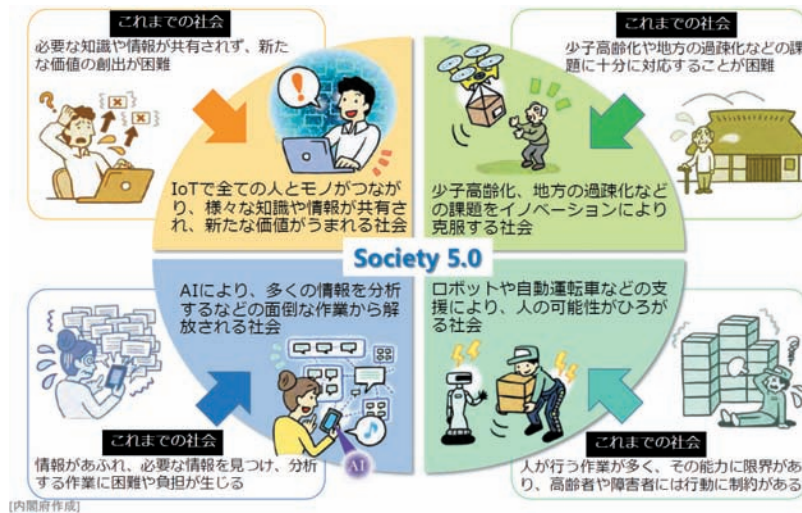 これまでの社会
必要な知識や情報が共有されず、新た
な価値の創出が困難
IoTで全ての人とモノがつなが
り、様々な知識や情報が共有さ
れ、新たな価値がうまれる社会
これまでの社会
少子高齢化や地方の過疎化などの課
題に十分に対応することが困難
少子高齢化、地方の過疎化など
の課題をイノベーションにより
克服する社会
Society 5.0
AIにより、多くの情報を分析
するなどの面倒な作業から解
放される社会
AI
これまでの社会
情報があふれ、必要な情報を見つけ、分析
する作業に困難や負担が生じる
ロボットや自動運転車などの支
援により、人の可能性がひろが
る社会
これまでの社会
人が行う作業が多く、その能力に限界があ
り、高齢者や障害者には行動に制約がある
[内閣府作成]